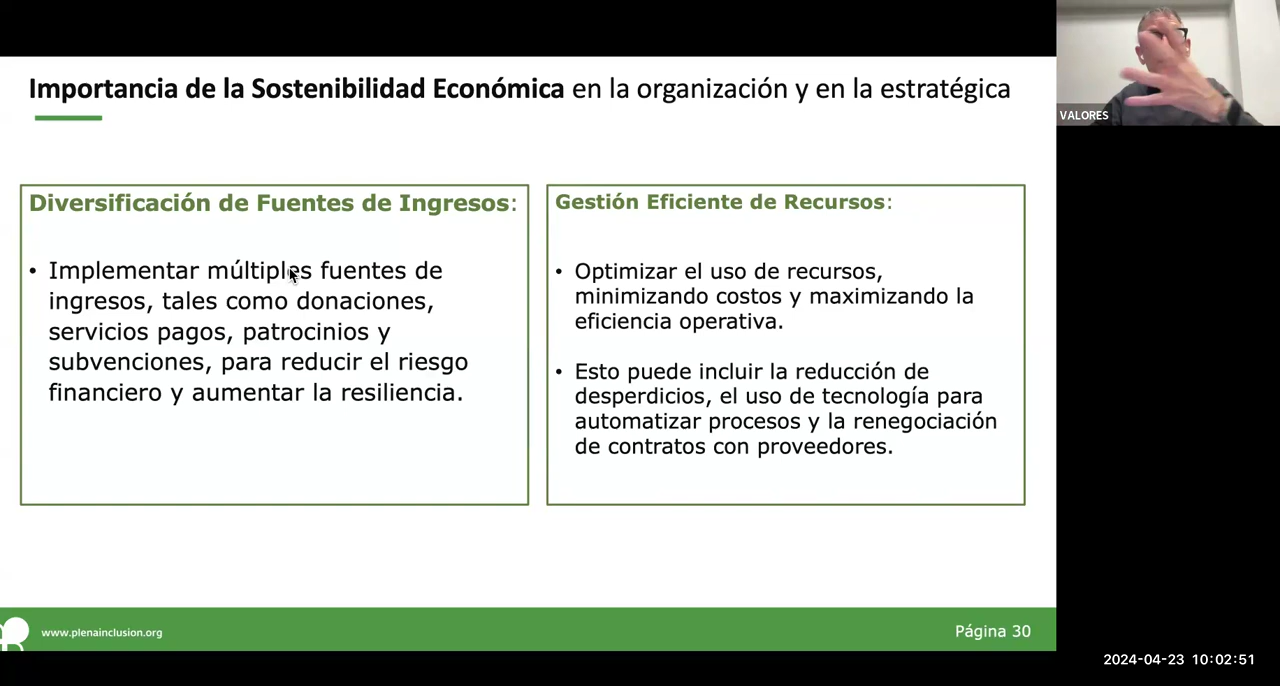 Importancia de la Sostenibilidad Económica en la organización y en la estratégica
Diversificación de Fuentes de Ingresos:
• Implementar múltiples fuentes de
ingresos, tales como donaciones,
servicios pagos, patrocinios y
subvenciones, para reducir el riesgo
financiero y aumentar la resiliencia.
Gestión Eficiente de Recursos:
• Optimizar el uso de recursos,
minimizando costos y maximizando la
eficiencia operativa.
• Esto puede incluir la reducción de
desperdicios, el uso de tecnología para
automatizar procesos y la renegociación
de contratos con proveedores.
www.plenainclusion.org
Página 30
VALORES
2024-04-23 10:02:51